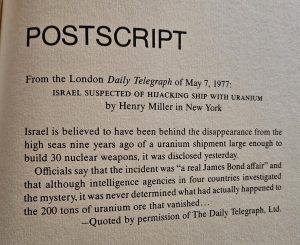 POSTSCRIPT
From the London Daily Telegraph of May 7, 1977:
ISRAEL SUSPECTED OF HIJACKING SHIP WITH URANIUM
by Henry Miller in New York
Israel is believed to have been behind the disappearance from the
high seas nine years ago of a uranium shipment large enough to
build 30 nuclear weapons, it was disclosed yesterday.
Officials say that the incident was “a real James Bond affair” and
that although intelligence agencies in four countries investigated
the mystery, it was never determined what had actually happened to
the 200 tons of uranium ore that vanished...
—Quoted by permission of The Daily Telegraph, Ltd.